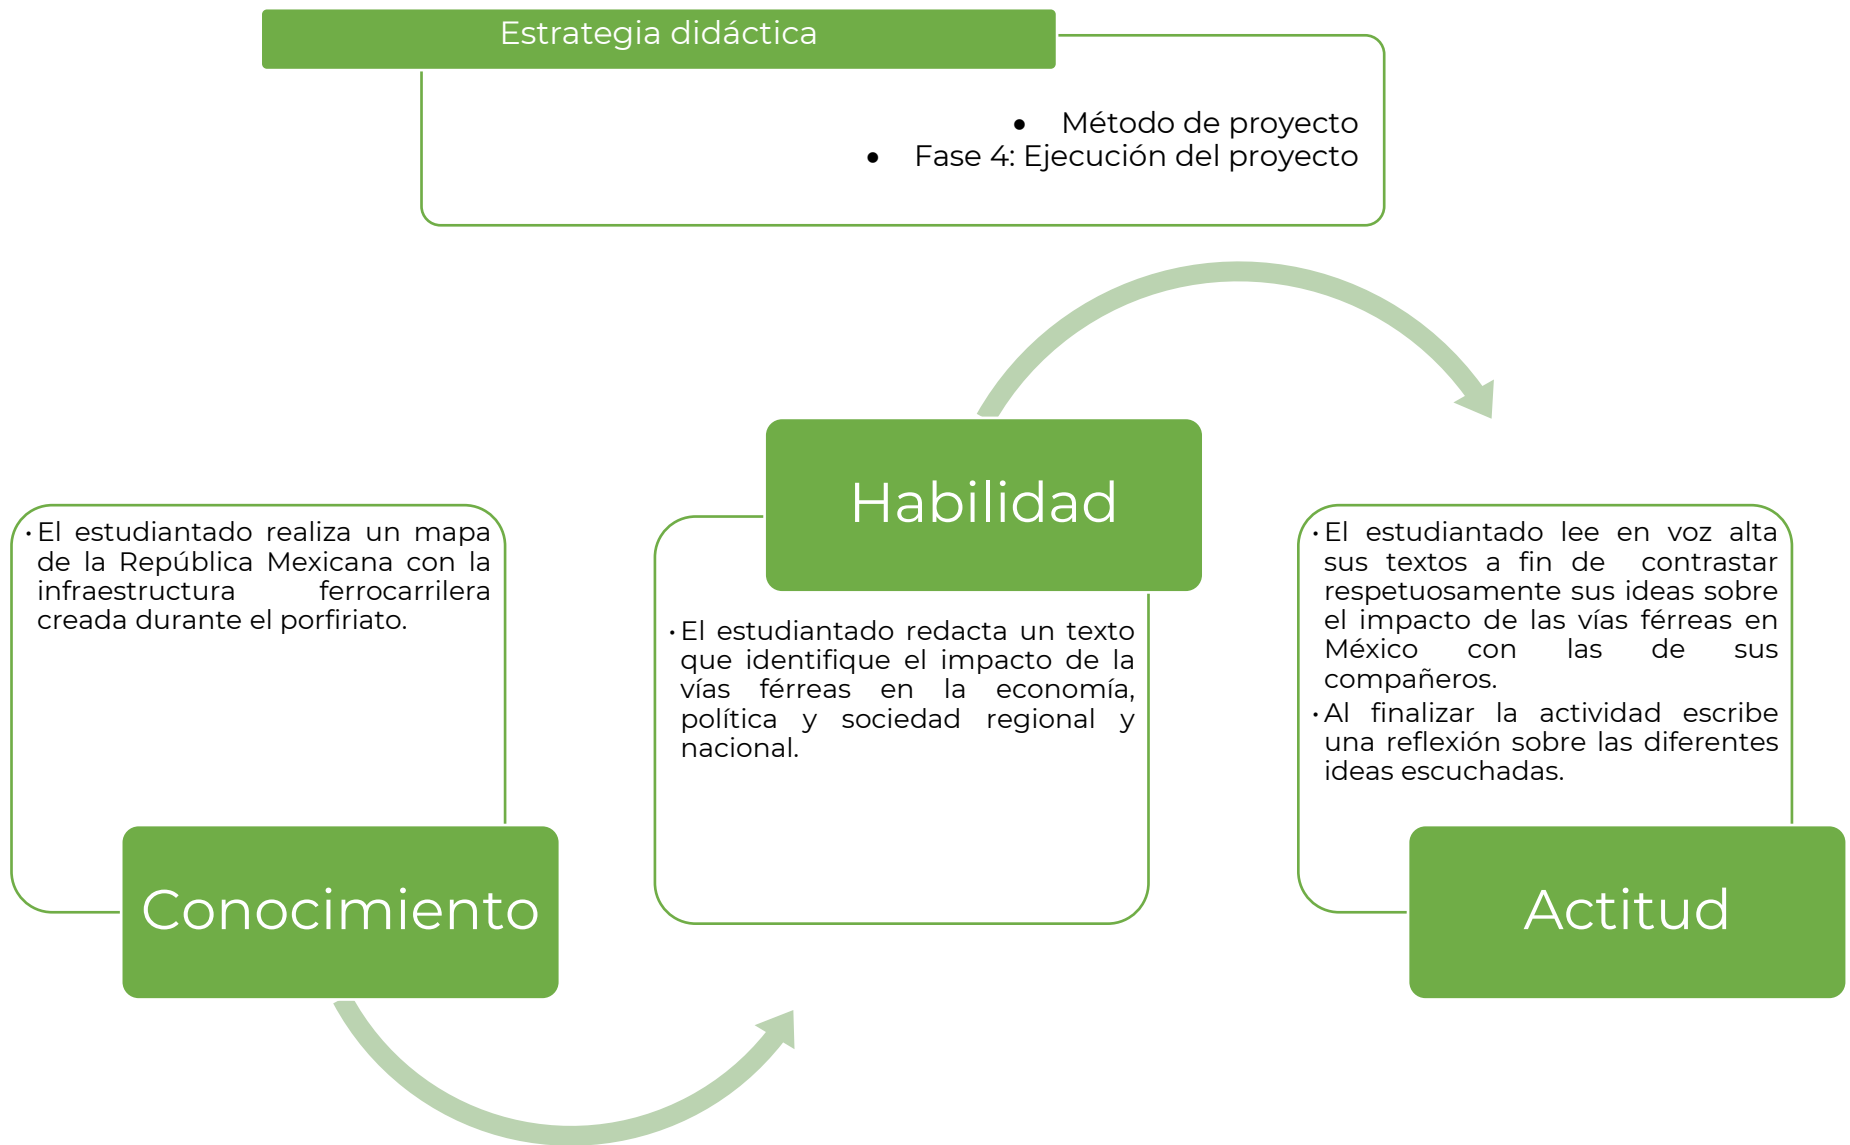 Estrategia didáctica
• Método de proyecto
• Fase 4: Ejecución del proyecto
• El estudiantado realiza un mapa
de la República Mexicana con la
infraestructura ferrocarrilera
creada durante el porfiriato.
Conocimiento
Habilidad
• El estudiantado redacta un texto
que identifique el impacto de la
vías férreas en la economía,
política y sociedad regional y
nacional.
• El estudiantado lee en voz alta
sus textos a fin de contrastar
respetuosamente sus ideas sobre
el impacto de las vías férreas en
México con las de sus
compañeros.
• Al finalizar la actividad escribe
una reflexión sobre las diferentes
ideas escuchadas.
Actitud